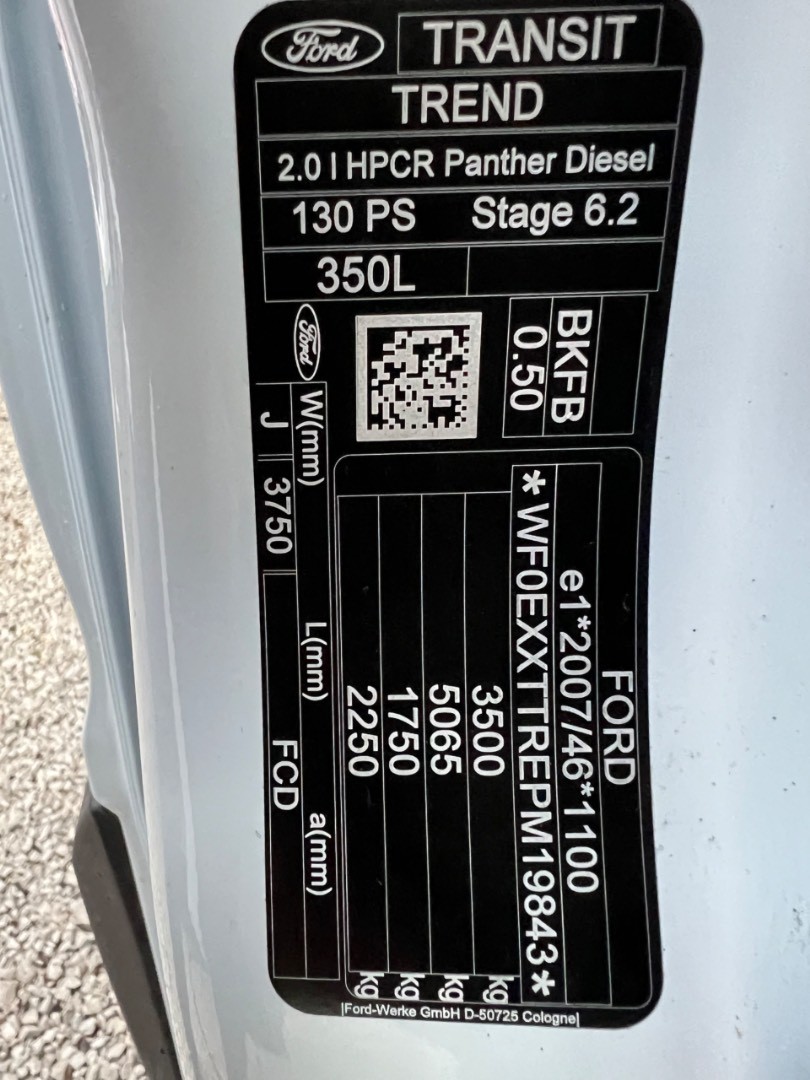 Ford TRANSIT
TREND
2.0 l HPCR Panther Diesel
130 PS Stage 6.2
350L
BKFB
0.50
Ford
FORD
e1*2007/46*1100
*WF0EXXTTREPM19843*
3500 kg
5065 kg
1750 kg
2250 kg
W(mm) L(mm) a(mm)
J 3750 FCD
Ford-Werke GmbH D-50725 Cologne